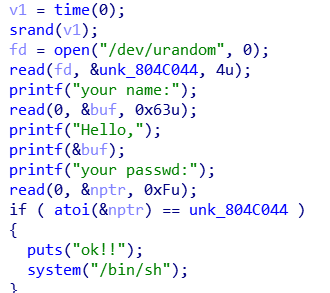 v1 = time(0);
srand(v1);
fd = open("/dev/urandom", 0);
read(fd, &unk_804C044, 4u);
printf("your name:");
read(0, &buf, 0x63u);
printf("Hello,");
printf(&buf);
printf("your passwd:");
read(0, &nptr, 0xFu);
if ( atoi(&nptr) == unk_804C044 )
{
  puts("ok!!");
  system("/bin/sh");
}